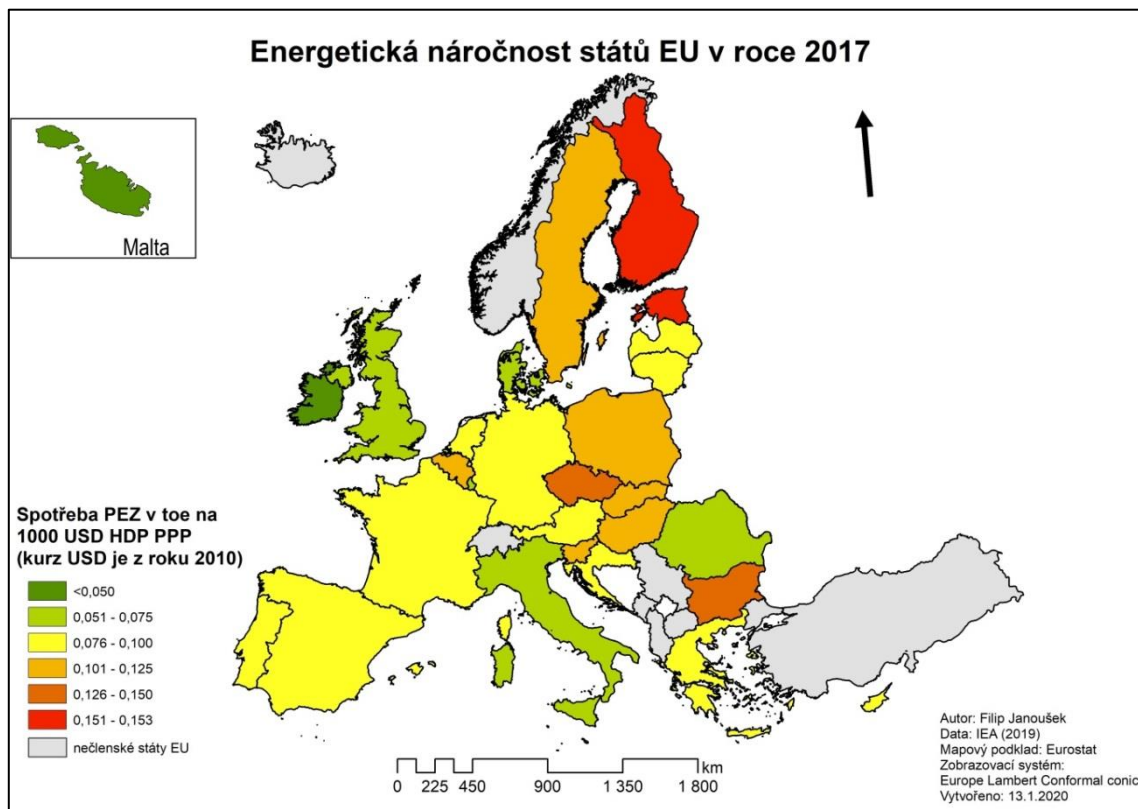 Energetická náročnost států EU v roce 2017
Malta
Spotřeba PEZ v toe na
1000 USD HDP PPP
(kurz USD je z roku 2010)
<0,050
0,051 - 0,075
0,076 - 0,100
0,101 - 0,125
0,126 - 0,150
0,151 - 0,153
nečlenské státy EU
km
0 225 450 900 1 350 1 800
Autor: Filip Janoušek
Data: IEA (2019)
Mapový podklad: Eurostat
Zobrazovací systém:
Europe Lambert Conformal conic
Vytvořeno: 13.1.2020